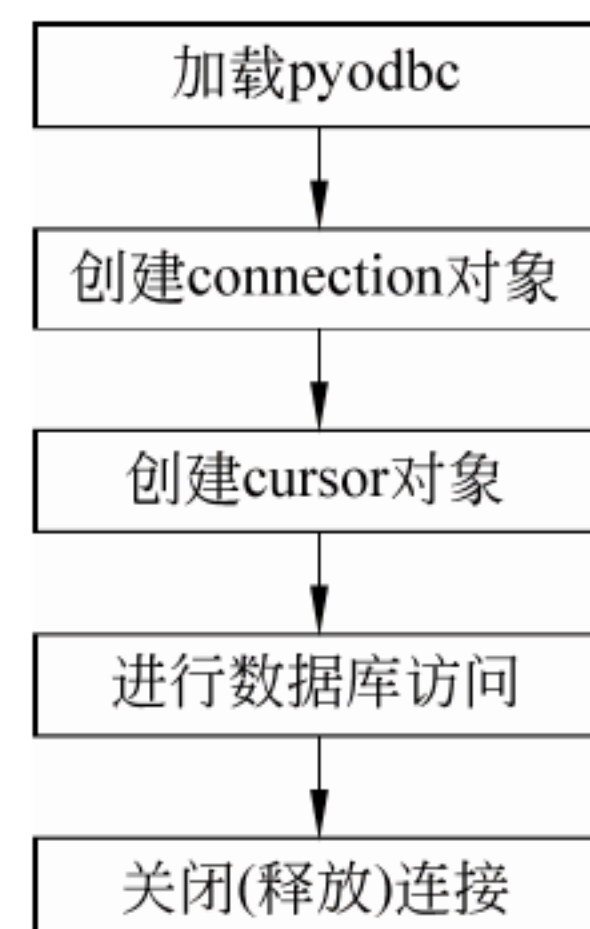 加载pyodbc
创建connection对象
创建cursor对象
进行数据库访问
关闭(释放)连接